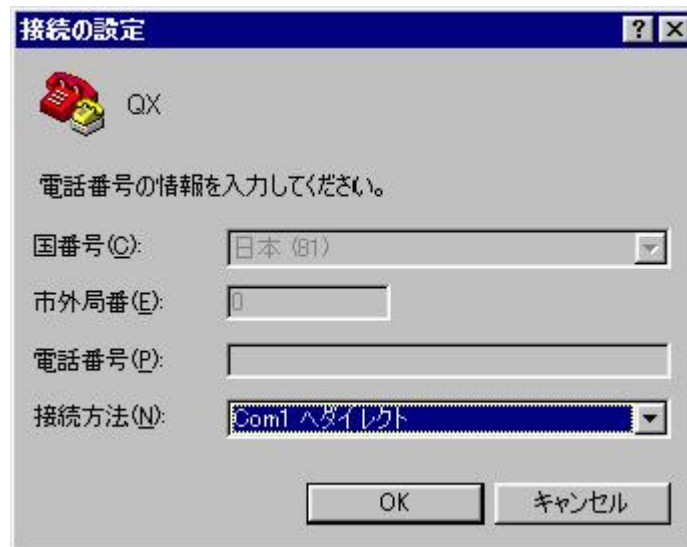 接続の設定
QX
電話番号の情報を入力してください。
国番号(C): 日本 (81)
市外局番(E): 0
電話番号(P):
接続方法(N): Com1 へダイレクト
OK キャンセル